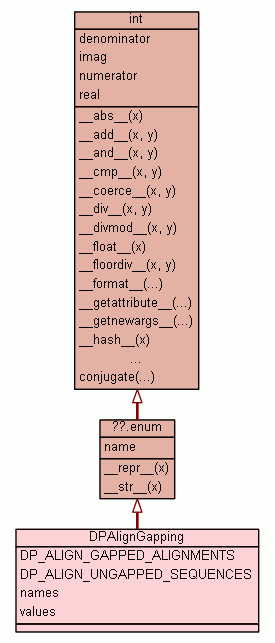 int
denominator
imag
numerator
real
__abs__(x)
__add__(x, y)
__and__(x, y)
__cmp__(x, y)
__coerce__(x, y)
__div__(x, y)
__divmod__(x, y)
__float__(x)
__floordiv__(x, y)
__format__(...)
__getattribute__(...)
__getnewargs__(...)
__hash__(x)
...
conjugate(...)
??.enum
name
__repr__(x)
__str__(x)
DPAlignGapping
DP_ALIGN_GAPPED_ALIGNMENTS
DP_ALIGN_UNGAPPED_SEQUENCES
names
values